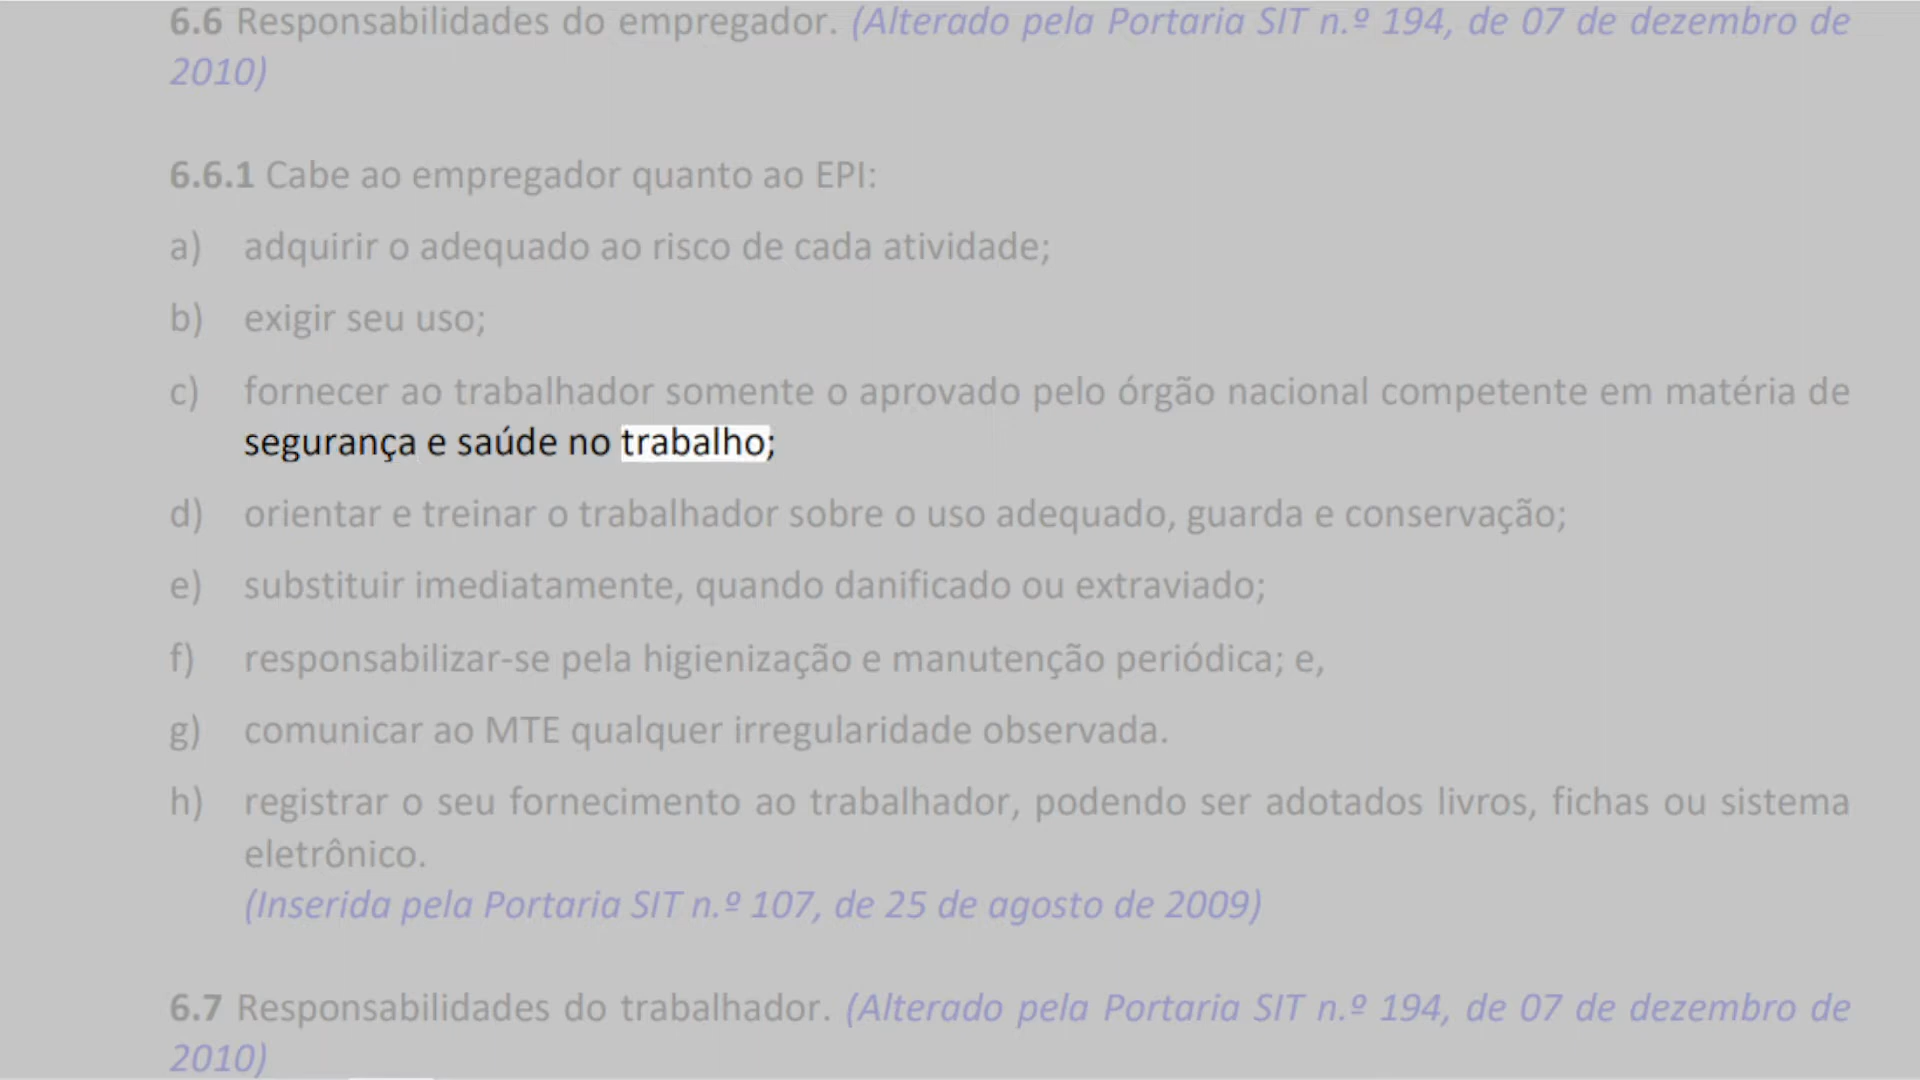 6.6 Responsabilidades do empregador. (Alterado pela Portaria SIT n.º 194, de 07 de dezembro de
2010)
6.6.1 Cabe ao empregador quanto ao EPI:
a) adquirir o adequado ao risco de cada atividade;
b) exigir seu uso;
c) fornecer ao trabalhador somente o aprovado pelo órgão nacional competente em matéria de
segurança e saúde no trabalho;
d) orientar e treinar o trabalhador sobre o uso adequado, guarda e conservação;
e) substituir imediatamente, quando danificado ou extraviado;
f) responsabilizar-se pela higienização e manutenção periódica; e,
g) comunicar ao MTE qualquer irregularidade observada.
h) registrar o seu fornecimento ao trabalhador, podendo ser adotados livros, fichas ou sistema
eletrônico.
(Inserida pela Portaria SIT n.º 107, de 25 de agosto de 2009)
6.7 Responsabilidades do trabalhador. (Alterado pela Portaria SIT n.º 194, de 07 de dezembro de
2010)